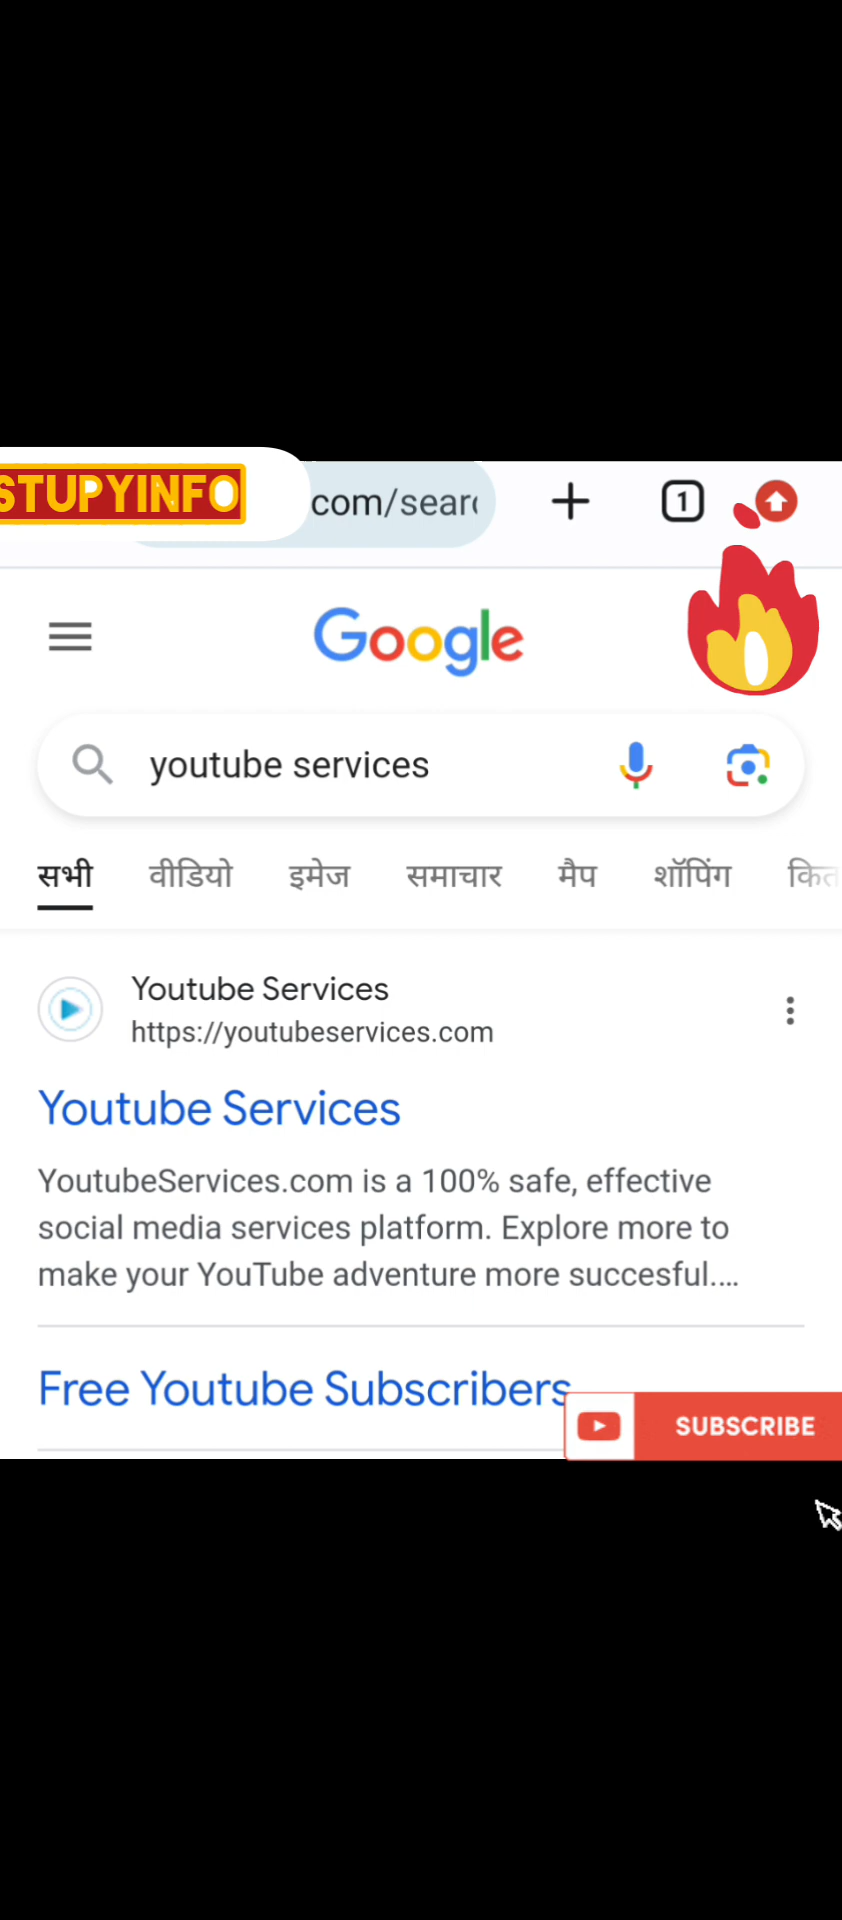 STUPYINFO
com/sear
1
Google
youtube services
सभी वीडियो इमेज समाचार मैप शॉपिंग
Youtube Services
https://youtubeservices.com
Youtube Services
YoutubeServices.com is a 100% safe, effective
social media services platform. Explore more to
make your YouTube adventure more succesful....
Free Youtube Subscribers
SUBSCRIBE